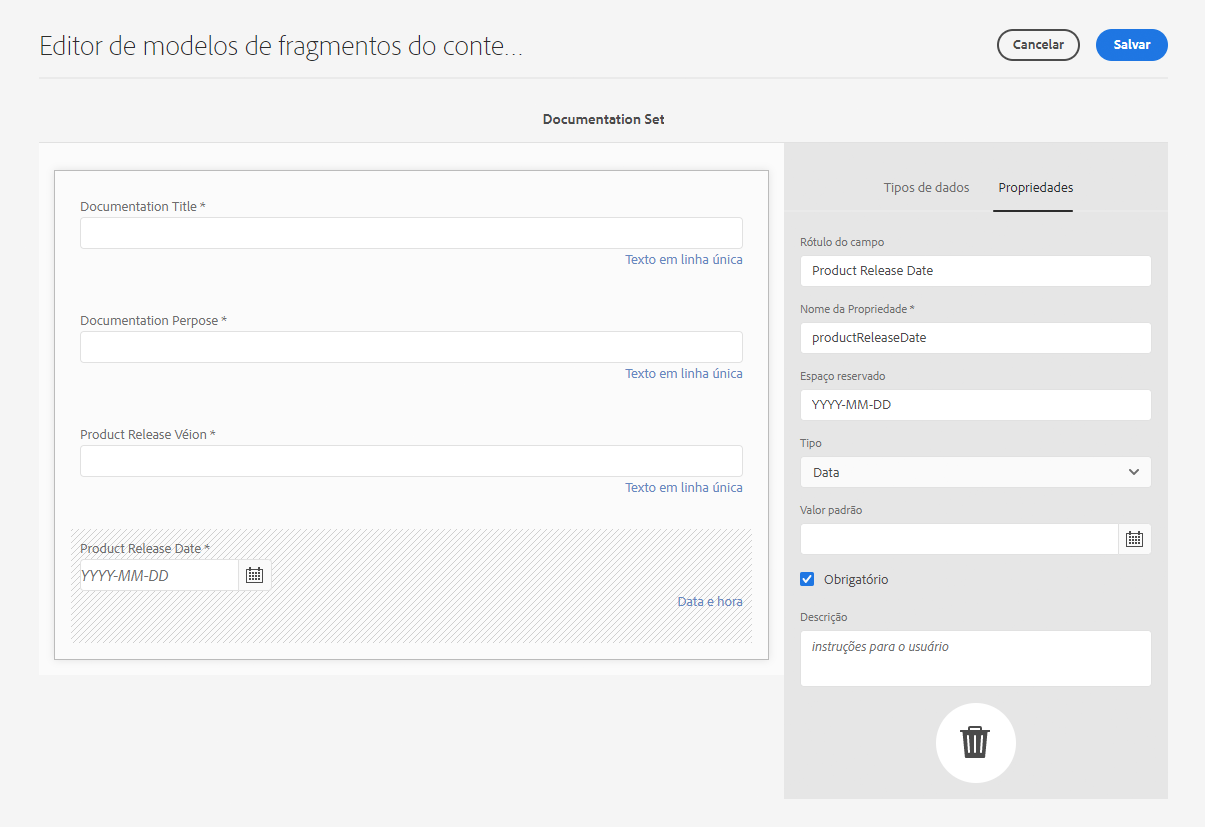 Editor de modelos de fragmentos do conte...
Cancelar
Salvar
Documentation Set
Documentation Title *
Texto em linha única
Documentation Perpose *
Texto em linha única
Product Release Véion *
Texto em linha única
Product Release Date *
YYYY-MM-DD
Data e hora
Tipos de dados
Propriedades
Rótulo do campo
Product Release Date
Nome da Propriedade *
productReleaseDate
Espaço reservado
YYYY-MM-DD
Tipo
Data
Valor padrão
Obrigatório
Descrição
instruções para o usuário